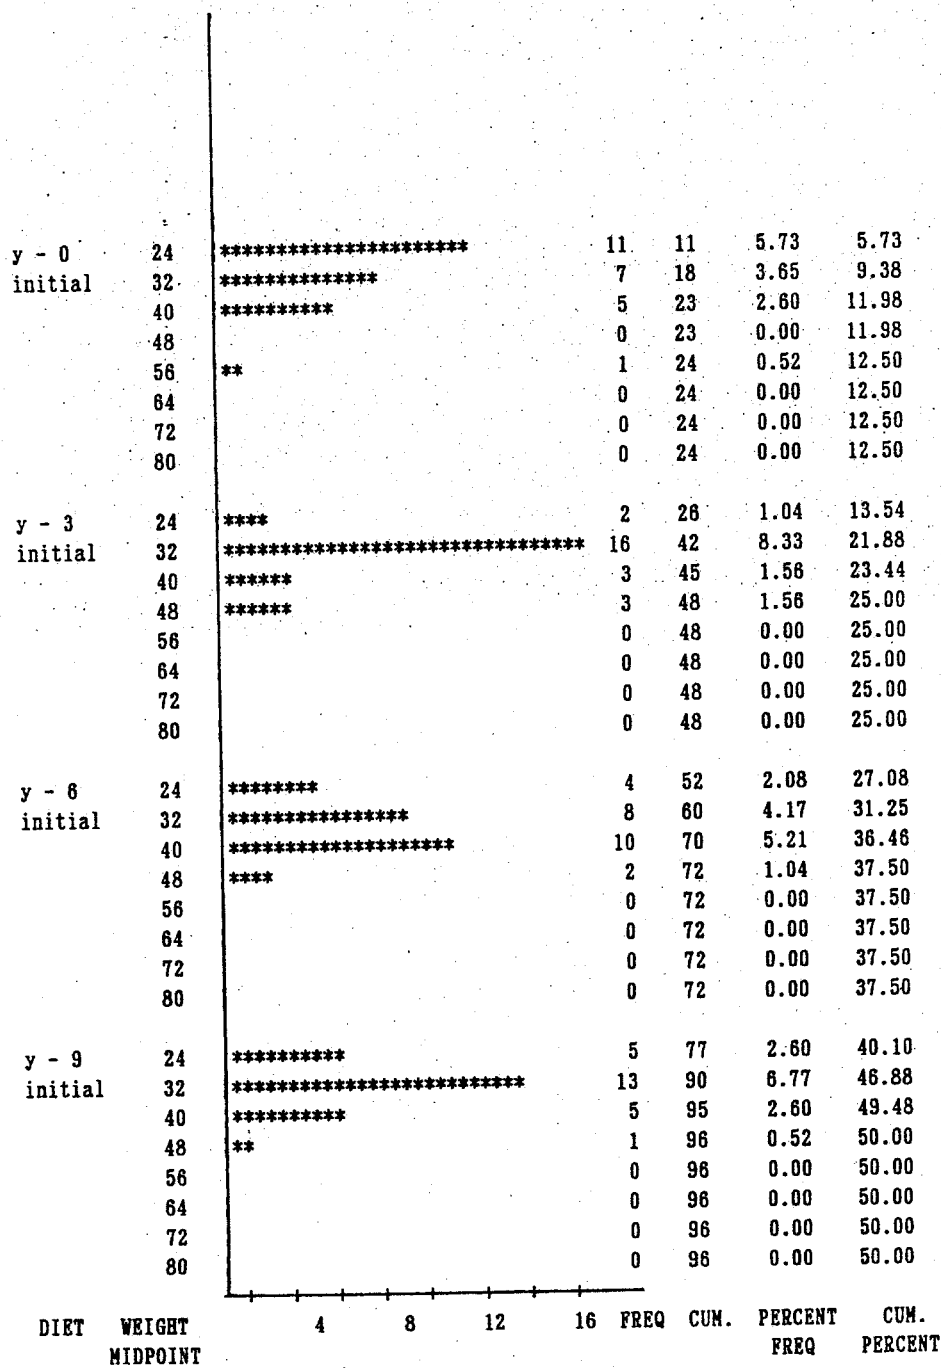 y - 0 24 ********************** 11 11 5.73 5.73
initial 32 ************** 7 18 3.65 9.38
40 ********** 5 23 2.60 11.98
48 0 23 0.00 11.98
56 ** 1 24 0.52 12.50
64 0 24 0.00 12.50
72 0 24 0.00 12.50
80 0 24 0.00 12.50
y - 3 24 **** 2 26 1.04 13.54
initial 32 ******************************** 16 42 8.33 21.88
40 ****** 3 45 1.56 23.44
48 ****** 3 48 1.56 25.00
56 0 48 0.00 25.00
64 0 48 0.00 25.00
72 0 48 0.00 25.00
80 0 48 0.00 25.00
y - 6 24 ******** 4 52 2.08 27.08
initial 32 **************** 8 60 4.17 31.25
40 ******************** 10 70 5.21 36.46
48 **** 2 72 1.04 37.50
56 0 72 0.00 37.50
64 0 72 0.00 37.50
72 0 72 0.00 37.50
80 0 72 0.00 37.50
y - 9 24 ********** 5 77 2.60 40.10
initial 32 ************************** 13 90 6.77 46.88
40 ********** 5 95 2.60 49.48
48 ** 1 96 0.52 50.00
56 0 96 0.00 50.00
64 0 96 0.00 50.00
72 0 96 0.00 50.00
80 0 96 0.00 50.00
DIET WEIGHT 4 8 12 16 FREQ CUM. PERCENT CUM.
MIDPOINT FREQ PERCENT